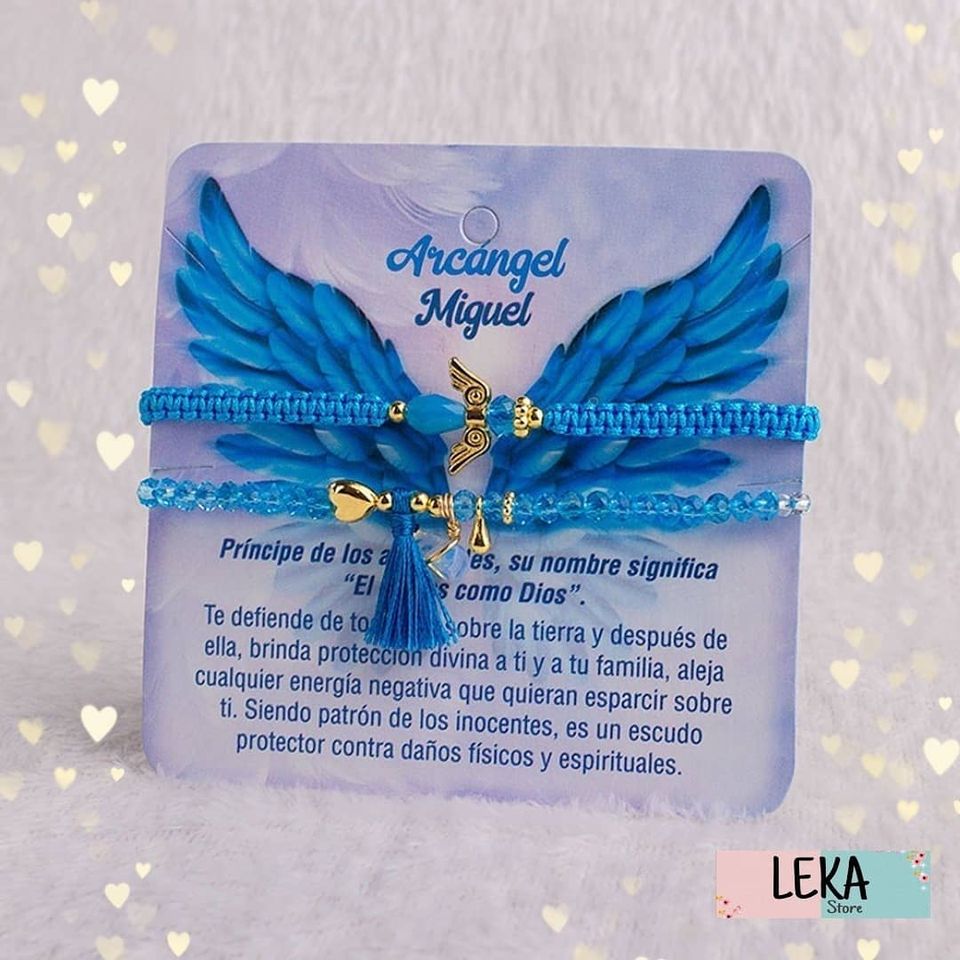 Arcángel
Miguel
Príncipe de los a es, su nombre significa
“El s como Dios”.
Te defiende de to obre la tierra y después de
ella, brinda protección divina a ti y a tu familia, aleja
cualquier energía negativa que quieran esparcir sobre
ti. Siendo patrón de los inocentes, es un escudo
protector contra daños físicos y espirituales.
LEKA
Store